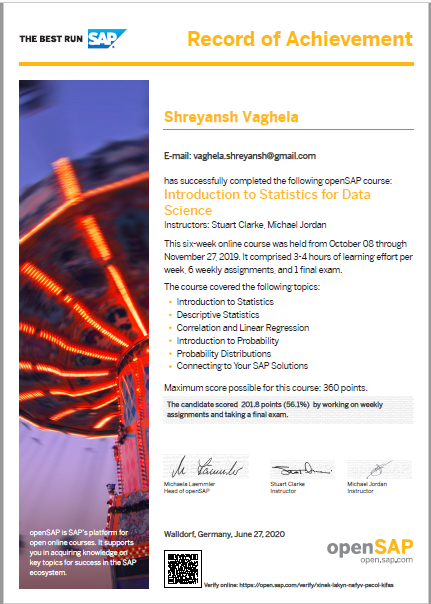 THE BEST RUN SAP
Record of Achievement
Shreyansh Vaghela
E-mail: vaghela.shreyansh@gmail.com
has successfully completed the following openSAP course:
Introduction to Statistics for Data
Science
Instructors: Stuart Clarke, Michael Jordan
This six-week online course was held from October 08 through
November 27, 2019. It comprised 3-4 hours of learning effort per
week, 6 weekly assignments, and 1 final exam.
The course covered the following topics:
• Introduction to Statistics
• Descriptive Statistics
• Correlation and Linear Regression
• Introduction to Probability
• Probability Distributions
• Connecting to Your SAP Solutions
Maximum score possible for this course: 360 points.
The candidate scored 201.8 points (56.1%) by working on weekly
assignments and taking a final exam.
Michaela Laemmler
Head of openSAP
Stuart Clarke
Instructor
Michael Jordan
Instructor
openSAP is SAP's platform for
open online courses. It supports
you in acquiring knowledge on
key topics for success in the SAP
ecosystem.
Walldorf, Germany, June 27, 2020
openSAP
open.sap.com
Verify online: https://open.sap.com/verify/xinek-lakyn-nafyv-pecol-kifas